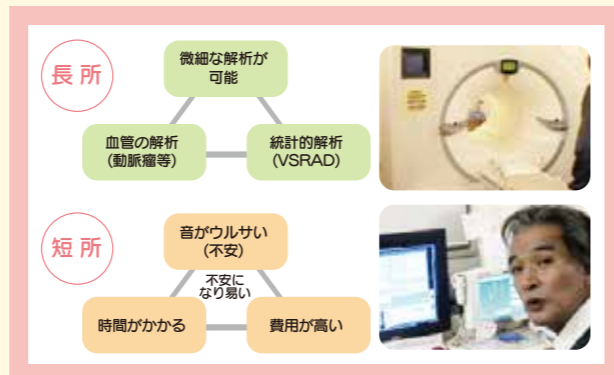 長所
微細な解析が
可能
血管の解析
(動脈瘤等)
統計的解析
(VSRAD)
短所
音がウルサい
(不安)
不安に
なり易い
時間がかかる
費用が高い